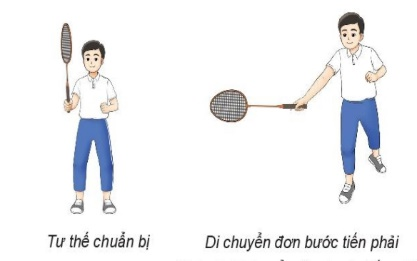 Tư thế chuẩn bị
Di chuyển đơn bước tiến phải